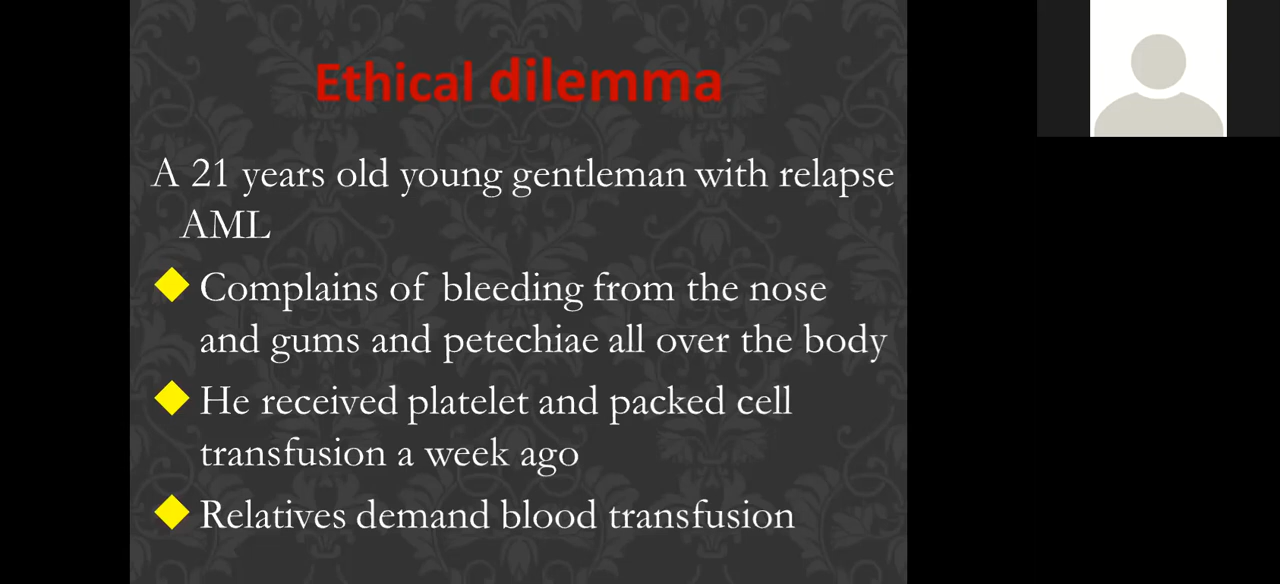 Ethical dilemma
A 21 years old young gentleman with relapse
AML
Complains of bleeding from the nose
and gums and petechiae all over the body
He received platelet and packed cell
transfusion a week ago
Relatives demand blood transfusion